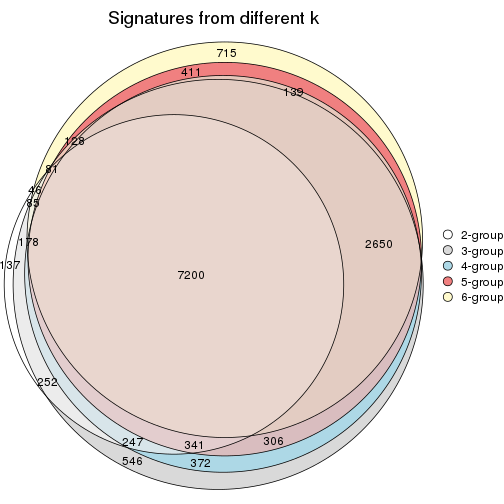 Signatures from different k
715
411
139
128
81
46
85
178
137
2650
7200
252
247
341
306
546
372
2-group
3-group
4-group
5-group
6-group